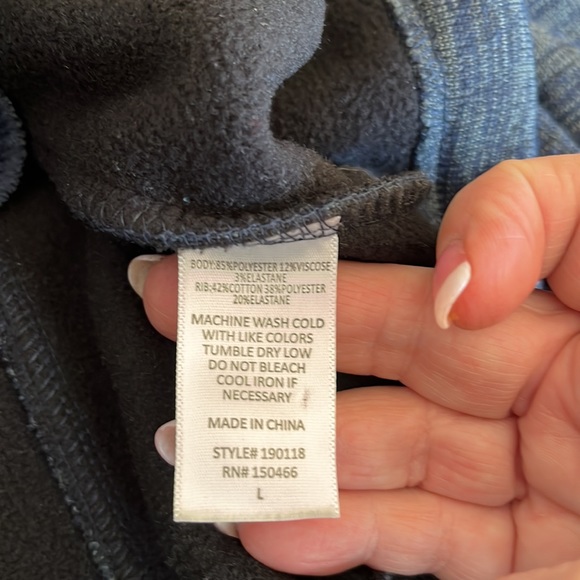 BODY:85%POLYESTER 12%VISCOSE
3%ELASTANE
RIB:42%COTTON 38%POLYESTER
20%ELASTANE
MACHINE WASH COLD
WITH LIKE COLORS
TUMBLE DRY LOW
DO NOT BLEACH
COOL IRON IF
NECESSARY
MADE IN CHINA
STYLE# 190118
RN# 150466
L